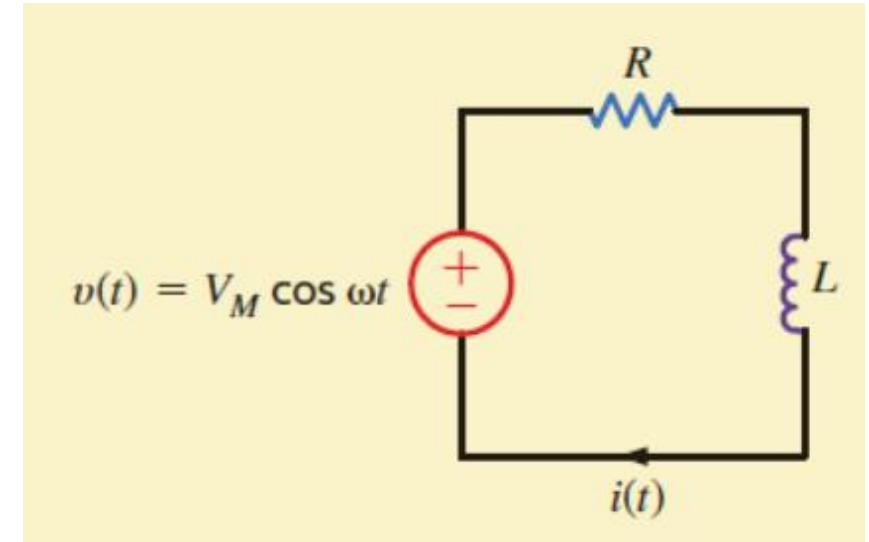 R
+
−
v(t) = V_M cos ωt
L
i(t)